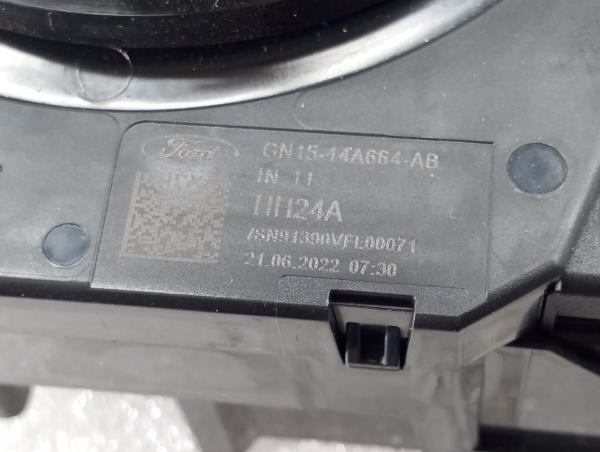 Ford
GN15-14A664-AB
IN 11
HH24A
/SN91390VFL00071
21.06.2022 07:30